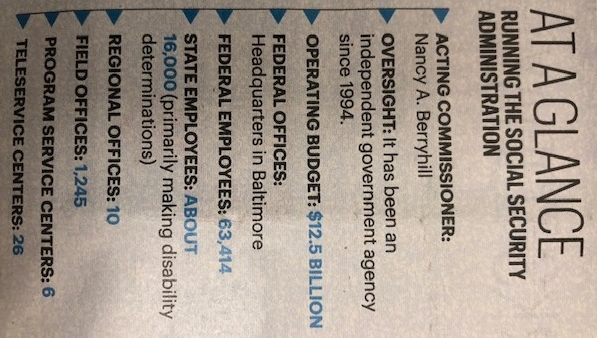 AT A GLANCE
RUNNING THE SOCIAL SECURITY
ADMINISTRATION
ACTING COMMISSIONER:
Nancy A. Berryhill
OVERSIGHT: It has been an
independent government agency
since 1994.
OPERATING BUDGET: $12.5 BILLION
FEDERAL OFFICES:
Headquarters in Baltimore
FEDERAL EMPLOYEES: 63,414
STATE EMPLOYEES: ABOUT
16,000 (primarily making disability
determinations)
REGIONAL OFFICES: 10
FIELD OFFICES: 1,245
PROGRAM SERVICE CENTERS: 6
TELESERVICE CENTERS: 26